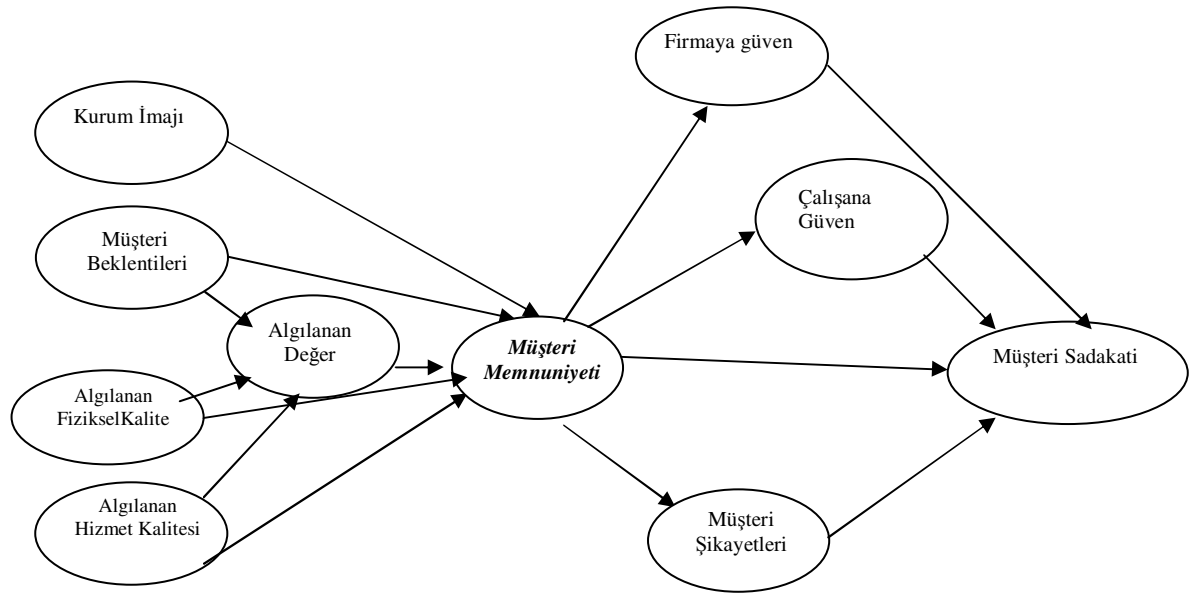 Firmaya güven
Kurum İmajı
Çalışana
Güven
Müşteri
Beklentileri
Algılanan
Değer
Müşteri
Memnuniyeti
Müşteri Sadakati
Algılanan
FizikselKalite
Algılanan
Hizmet Kalitesi
Müşteri
Şikayetleri